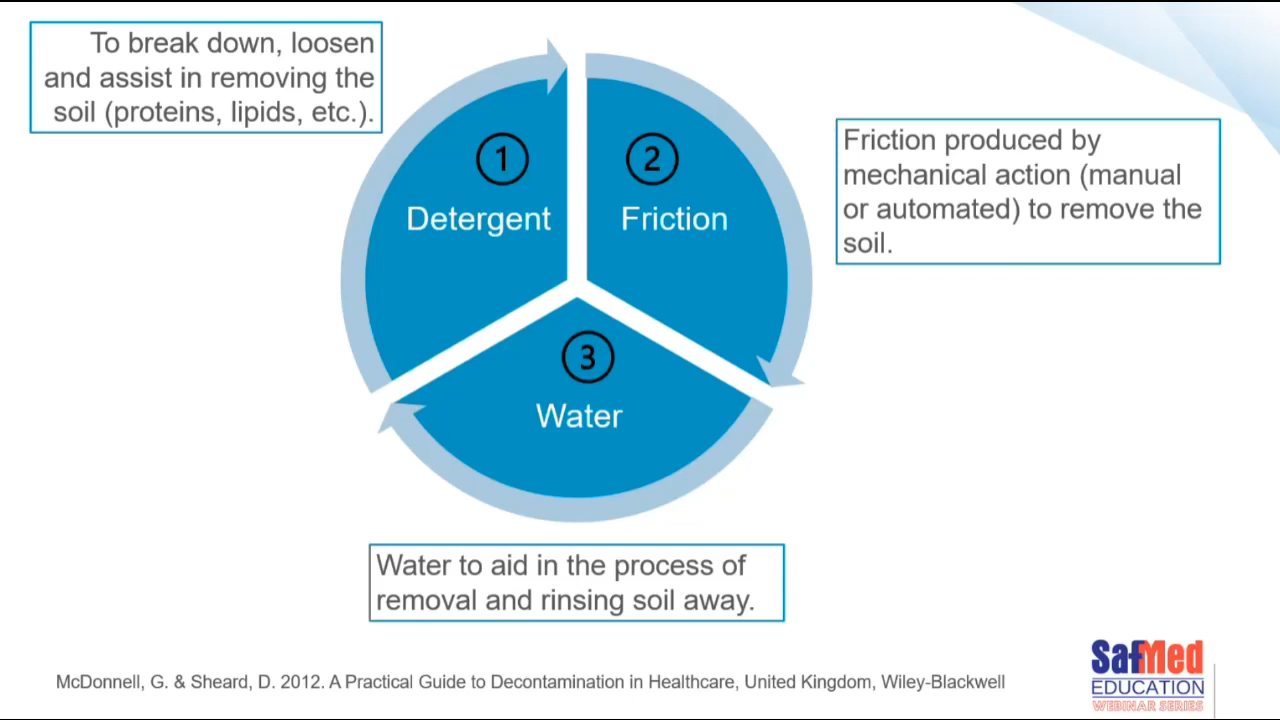 To break down, loosen
and assist in removing the
soil (proteins, lipids, etc.).
1
Detergent
2
Friction
Friction produced by
mechanical action (manual
or automated) to remove the
soil.
3
Water
Water to aid in the process of
removal and rinsing soil away.
McDonnell, G. & Sheard, D. 2012. A Practical Guide to Decontamination in Healthcare, United Kingdom, Wiley-Blackwell
SafMed
EDUCATION
WEBINAR SERIES